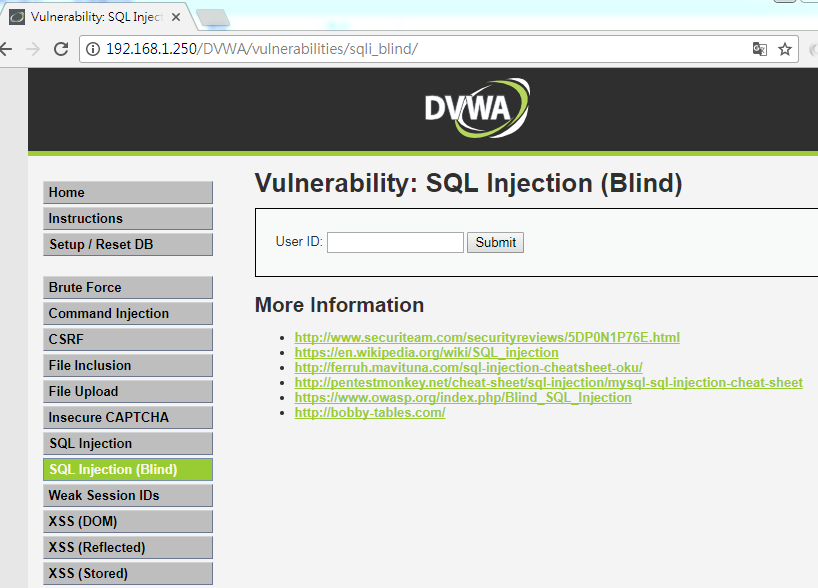 Vulnerability: SQL Inject
192.168.1.250/DVWA/vulnerabilities/sqli_blind/
DVWA
Home
Instructions
Setup / Reset DB
Brute Force
Command Injection
CSRF
File Inclusion
File Upload
Insecure CAPTCHA
SQL Injection
SQL Injection (Blind)
Weak Session IDs
XSS (DOM)
XSS (Reflected)
XSS (Stored)
Vulnerability: SQL Injection (Blind)
User ID:
Submit
More Information
http://www.securiteam.com/securityreviews/5DP0N1P76E.html
https://en.wikipedia.org/wiki/SQL_injection
http://ferruh.mavituna.com/sql-injection-cheatsheet-oku/
http://pentestmonkey.net/cheat-sheet/sql-injection/mysql-sql-injection-cheat-sheet
https://www.owasp.org/index.php/Blind_SQL_Injection
http://bobby-tables.com/